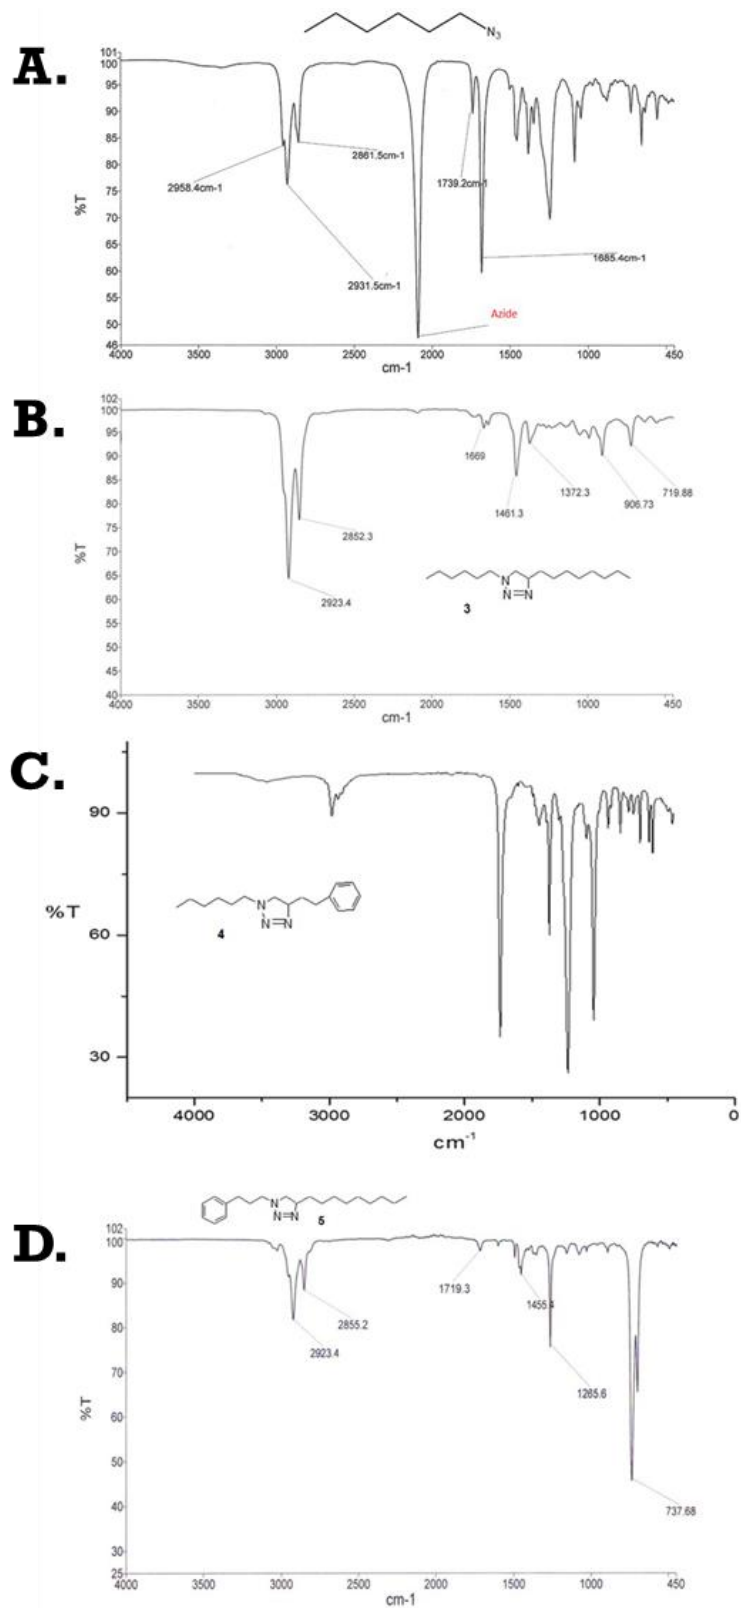 N3
A.
101
100
95
90
85
80
75
70
65
60
55
50
46
%T
2958.4cm-1
2931.5cm-1
2861.5cm-1
1739.2cm-1
1685.4cm-1
Azide
4000 3500 3000 2500 2000 1500 1000 450
cm-1
B.
102
100
95
90
85
80
75
70
65
60
55
50
45
40
%T
2923.4
2852.3
1669
1461.3
1372.3
906.73
719.88
N
N=N
3
4000 3500 3000 2500 2000 1500 1000 450
cm-1
C.
90
60
30
%T
N
N=N
4
4000 3000 2000 1000 0
cm-1
N
N=N
5
D.
102
100
90
80
70
60
50
40
30
25
%T
2923.4
2855.2
1719.3
1455.4
1265.6
737.68
4000 3500 3000 2500 2000 1500 1000 450
cm-1